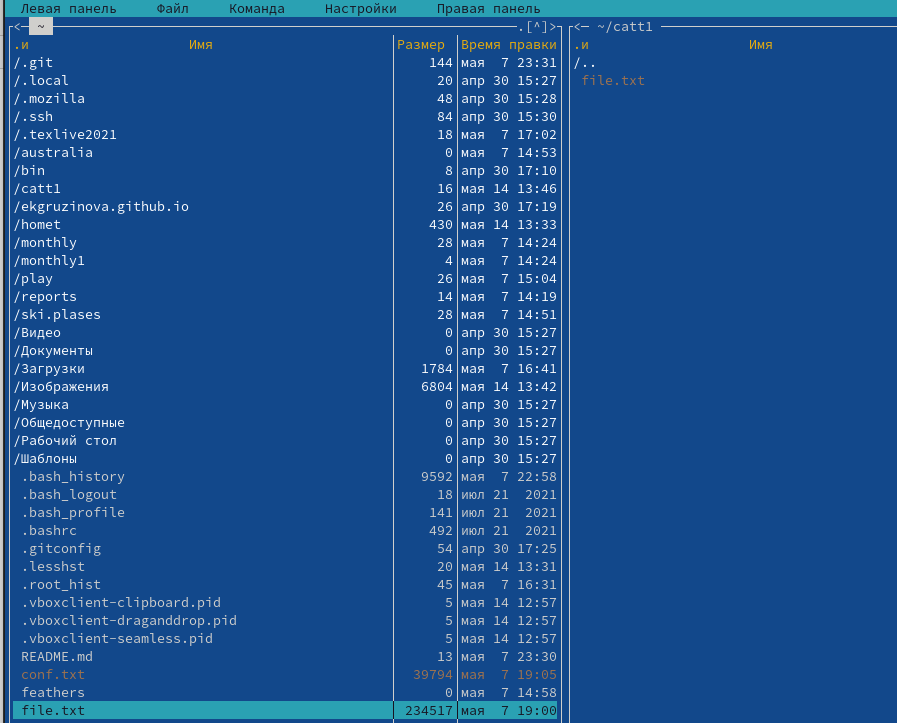 Левая панель Файл Команда Настройки Правая панель
<─ ~ .[^]> <─ ~/catt1
.и Имя Размер Время правки .и Имя
/.git 144 мая 7 23:31 /..
/.local 20 апр 30 15:27 file.txt
/.mozilla 48 апр 30 15:28
/.ssh 84 апр 30 15:30
/.texlive2021 18 мая 7 17:02
/australia 0 мая 7 14:53
/bin 8 апр 30 17:10
/catt1 16 мая 14 13:46
/ekgruzinova.github.io 26 апр 30 17:19
/homet 430 мая 14 13:33
/monthly 28 мая 7 14:24
/monthly1 4 мая 7 14:24
/play 26 мая 7 15:04
/reports 14 мая 7 14:19
/ski.plases 28 мая 7 14:51
/Видео 0 апр 30 15:27
/Документы 0 апр 30 15:27
/Загрузки 1784 мая 7 16:41
/Изображения 6804 мая 14 13:42
/Музыка 0 апр 30 15:27
/Общедоступные 0 апр 30 15:27
/Рабочий стол 0 апр 30 15:27
/Шаблоны 0 апр 30 15:27
.bash_history 9592 мая 7 22:58
.bash_logout 18 июл 21 2021
.bash_profile 141 июл 21 2021
.bashrc 492 июл 21 2021
.gitconfig 54 апр 30 17:25
.lesshst 20 мая 14 13:31
.root_hist 45 мая 7 16:31
.vboxclient-clipboard.pid 5 мая 14 12:57
.vboxclient-draganddrop.pid 5 мая 14 12:57
.vboxclient-seamless.pid 5 мая 14 12:57
README.md 13 мая 7 23:30
conf.txt 39794 мая 7 19:05
feathers 0 мая 7 14:58
file.txt 234517 мая 7 19:00